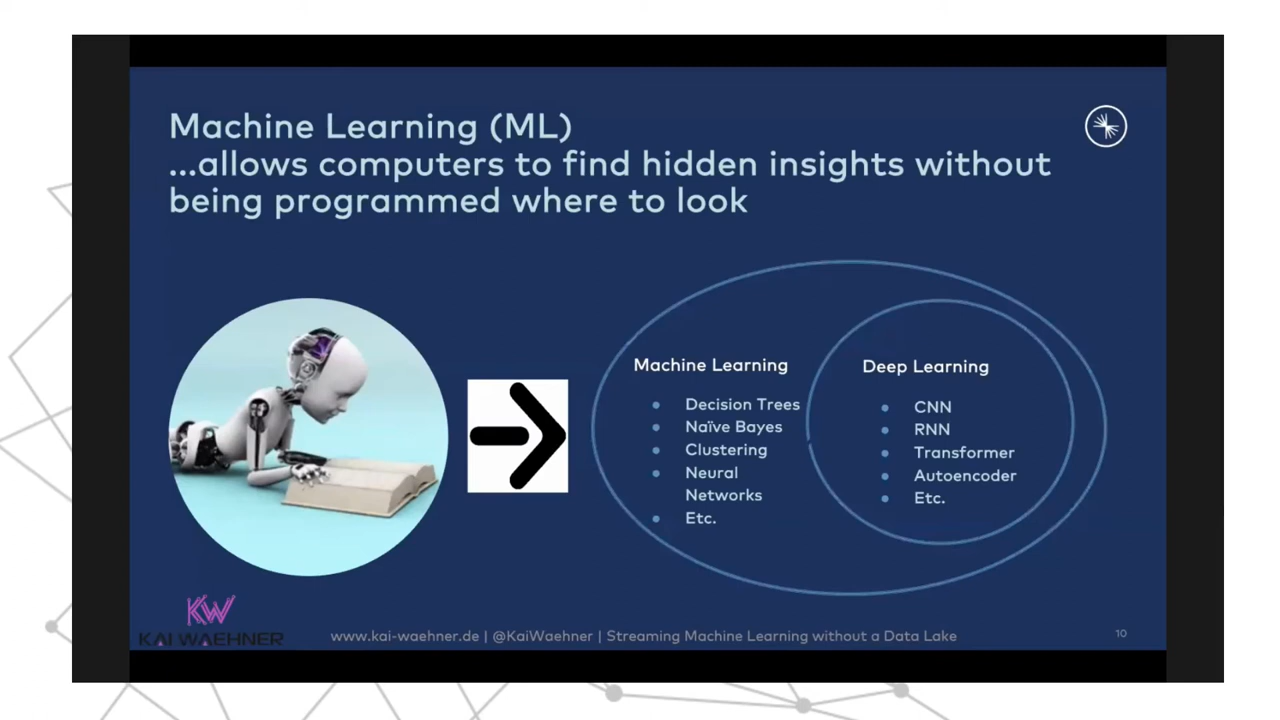 Machine Learning (ML)
...allows computers to find hidden insights without
being programmed where to look
Machine Learning
Decision Trees
Naïve Bayes
Clustering
Neural
Networks
Etc.
Deep Learning
CNN
RNN
Transformer
Autoencoder
Etc.
KW
KAI WAEHNER
www.kai-waehner.de | @KaiWaehner | Streaming Machine Learning without a Data Lake
10